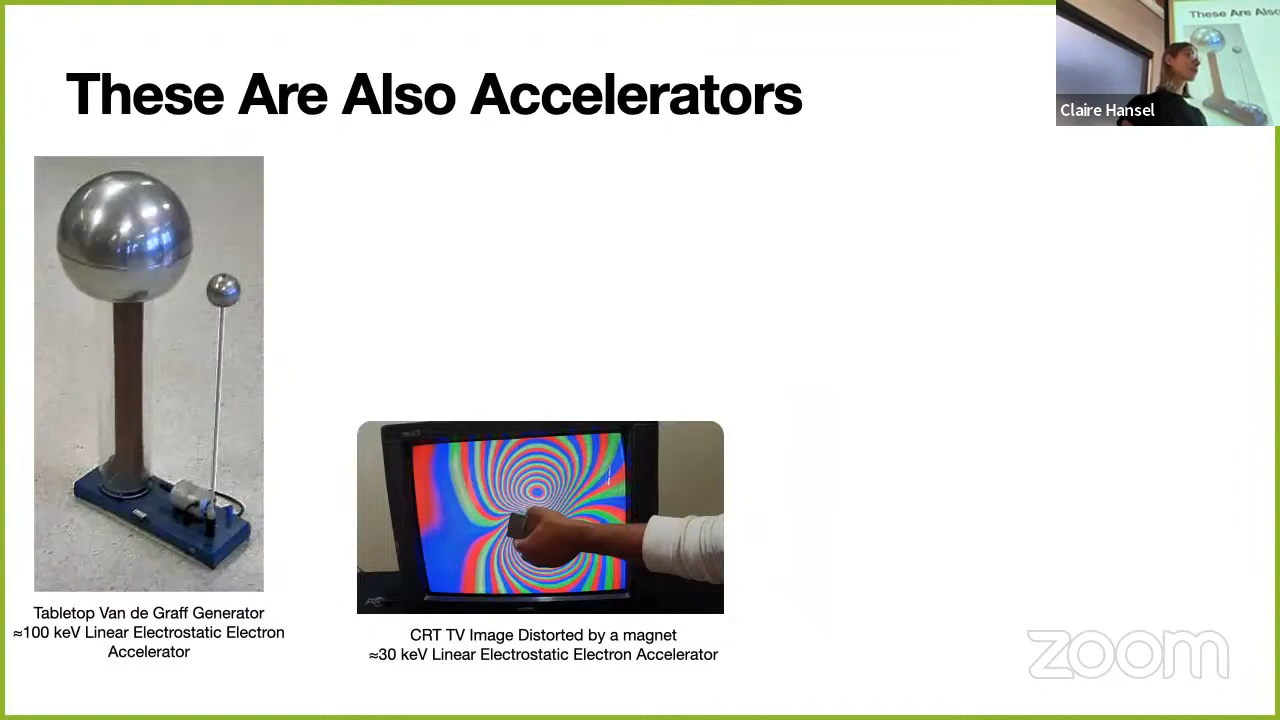 These Are Also Accelerators
These Are Also
Claire Hansel
Tabletop Van de Graff Generator
≈100 keV Linear Electrostatic Electron
Accelerator
CRT TV Image Distorted by a magnet
≈30 keV Linear Electrostatic Electron Accelerator
zoom